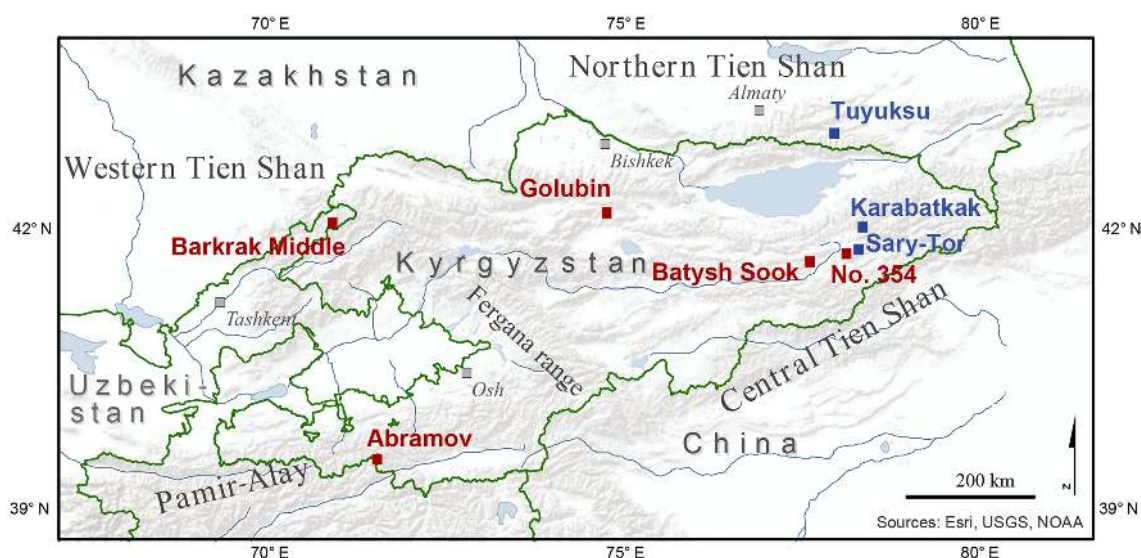 70° E 75° E 80° E
Kazakhstan
Northern Tien Shan
Almaty
Tuyuksu
Bishkek
Western Tien Shan
Golubin
Karabatkak
42° N
42° N
Barkrak Middle
Sary-Tor
Kyrgyzstan
Batysh Sook
No. 354
Tashkent
Fergana range
Central Tien Shan
Uzbeki-
stan
Osh
Abramov
China
Pamir-Alay
200 km
N
39° N
39° N
Sources: Esri, USGS, NOAA
70° E 75° E 80° E